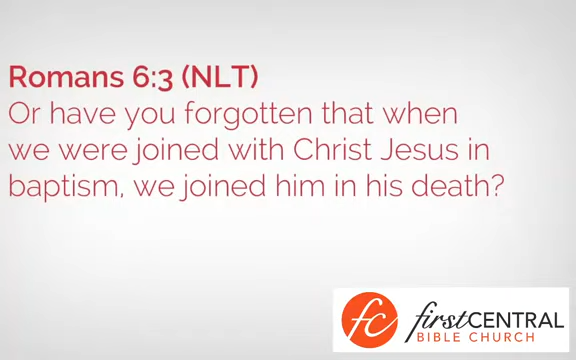 Romans 6:3 (NLT)
Or have you forgotten that when
we were joined with Christ Jesus in
baptism, we joined him in his death?
fc firstCENTRAL
BIBLE CHURCH